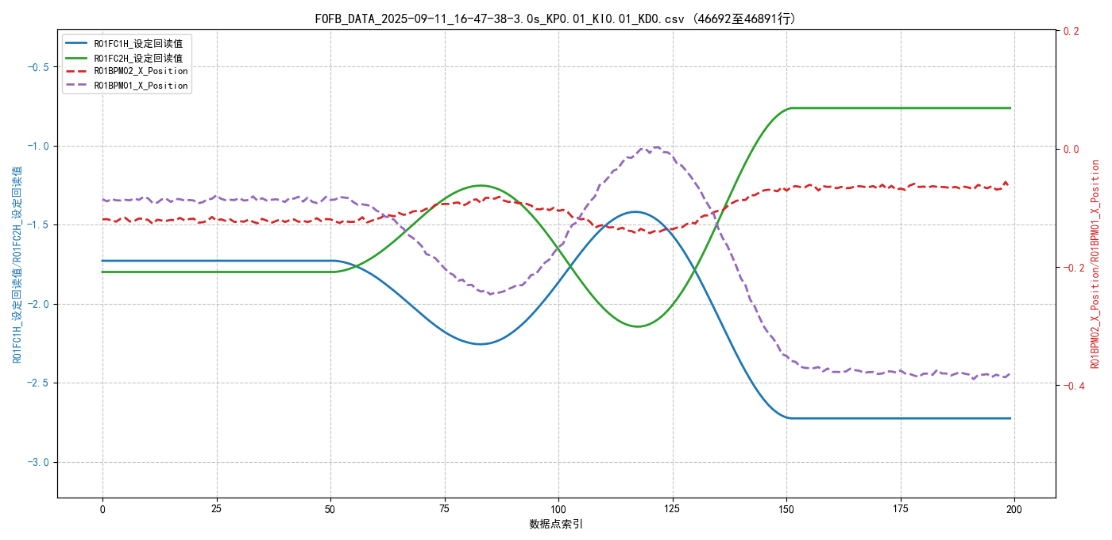 FOFB_DATA_2025-09-11_16-47-38-3.0s_KP0.01_KI0.01_KD0.csv (46692至46891行)
R01FC1H_设定回读值
R01FC2H_设定回读值
R01BPM02_X_Position
R01BPM01_X_Position
R01FC1H_设定回读值/R01FC2H_设定回读值
-0.5
-1.0
-1.5
-2.0
-2.5
-3.0
0.2
0.0
-0.2
-0.4
R01BPM02_X_Position/R01BPM01_X_Position
0 25 50 75 100 125 150 175 200
数据点索引